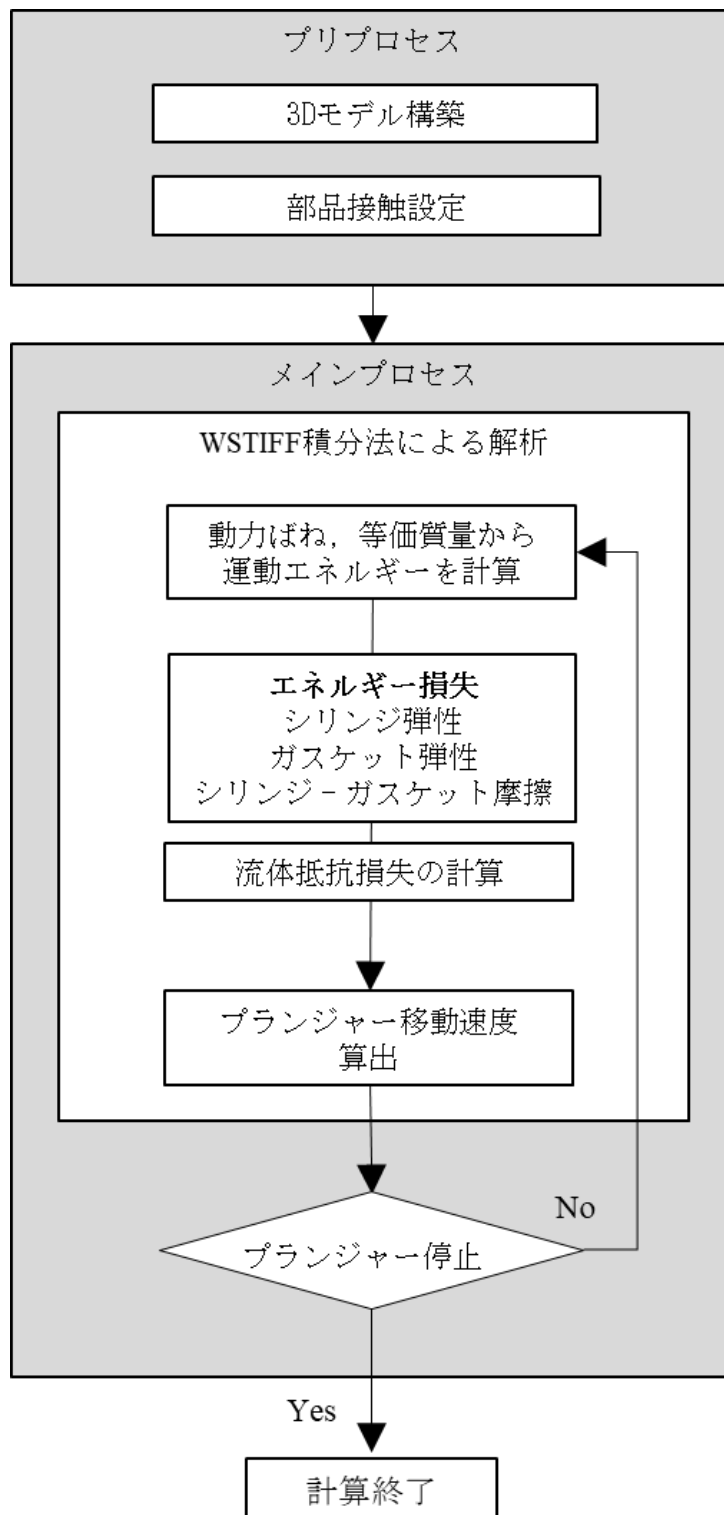 プリプロセス
3Dモデル構築
部品接触設定
メインプロセス
WSTIFF積分法による解析
動力ばね，等価質量から
運動エネルギーを計算
エネルギー損失
シリンジ弾性
ガスケット弾性
シリンジ－ガスケット摩擦
流体抵抗損失の計算
プランジャー移動速度
算出
No
プランジャー停止
Yes
計算終了